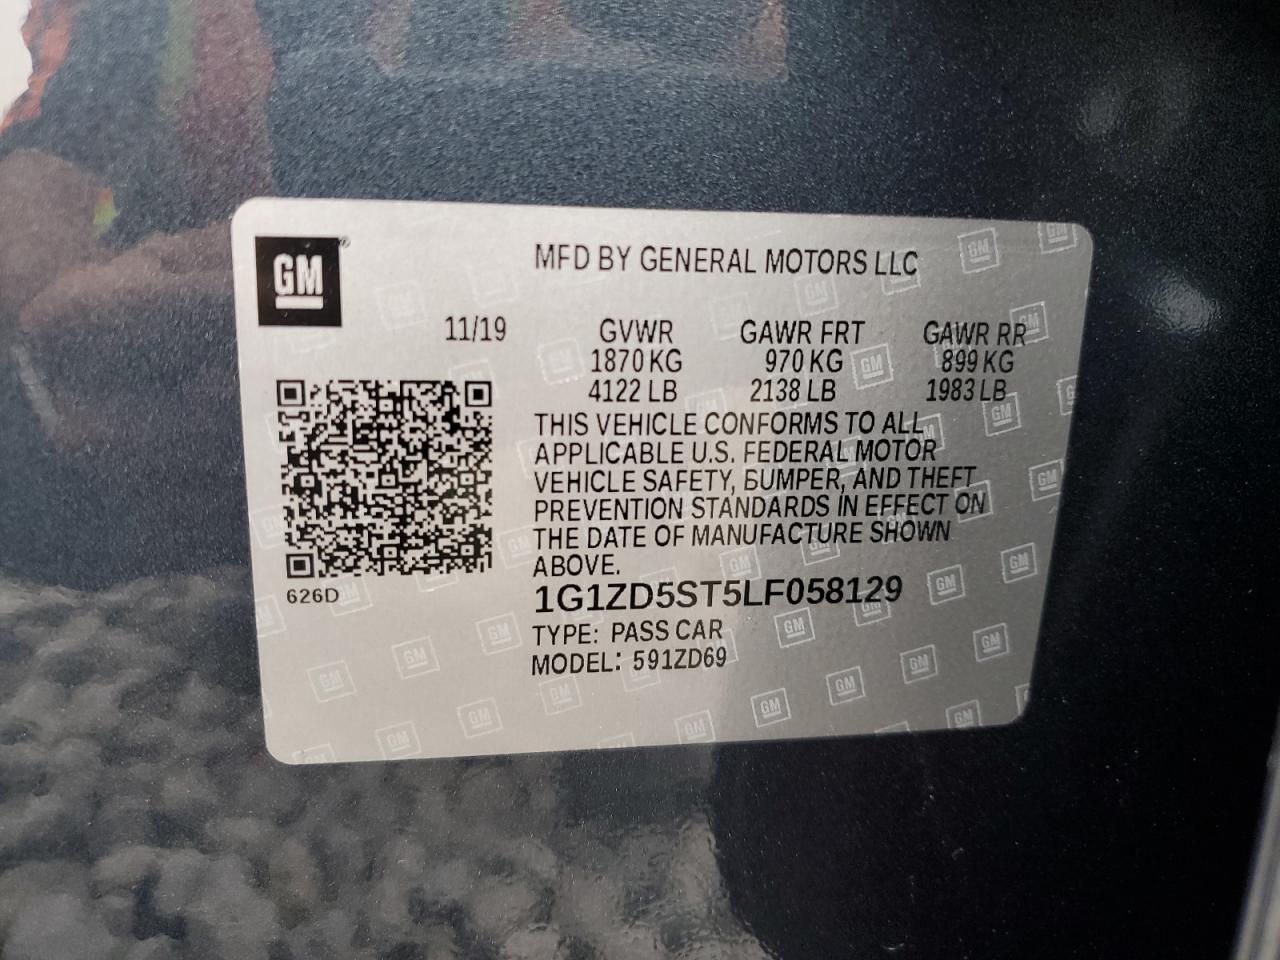 GM®
MFD BY GENERAL MOTORS LLC
11/19 GVWR GAWR FRT GAWR RR
1870 KG 970 KG 899 KG
4122 LB 2138 LB 1983 LB
THIS VEHICLE CONFORMS TO ALL
APPLICABLE U.S. FEDERAL MOTOR
VEHICLE SAFETY, BUMPER, AND THEFT
PREVENTION STANDARDS IN EFFECT ON
THE DATE OF MANUFACTURE SHOWN
ABOVE.
626D
1G1ZD5ST5LF058129
TYPE: PASS CAR
MODEL: 591ZD69